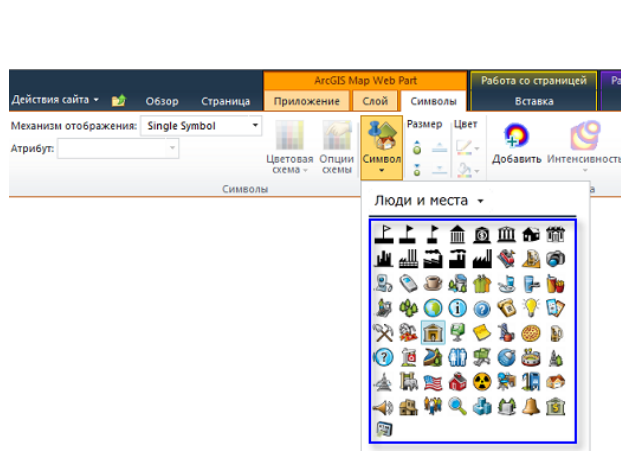 ArcGIS Map Web Part
Работа со страницей
Действия сайта
Обзор
Страница
Приложение
Слой
Символы
Вставка
Механизм отображения:
Single Symbol
Атрибут:
Цветовая схема
Опции схемы
Символ
Размер
Цвет
Добавить
Интенсивность
Символы
Люди и места